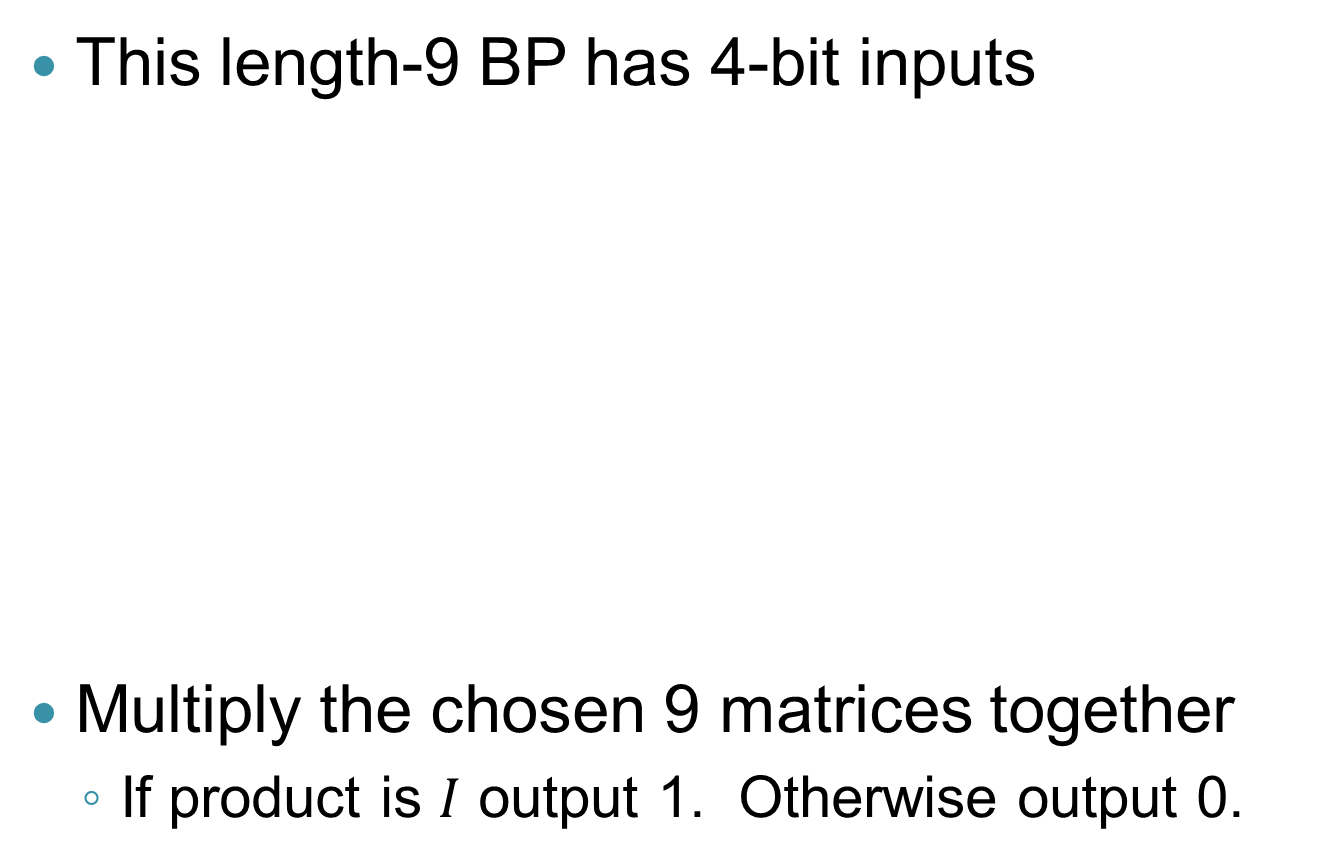 • This length-9 BP has 4-bit inputs
• Multiply the chosen 9 matrices together
◦ If product is 𝐼 output 1.  Otherwise output 0.